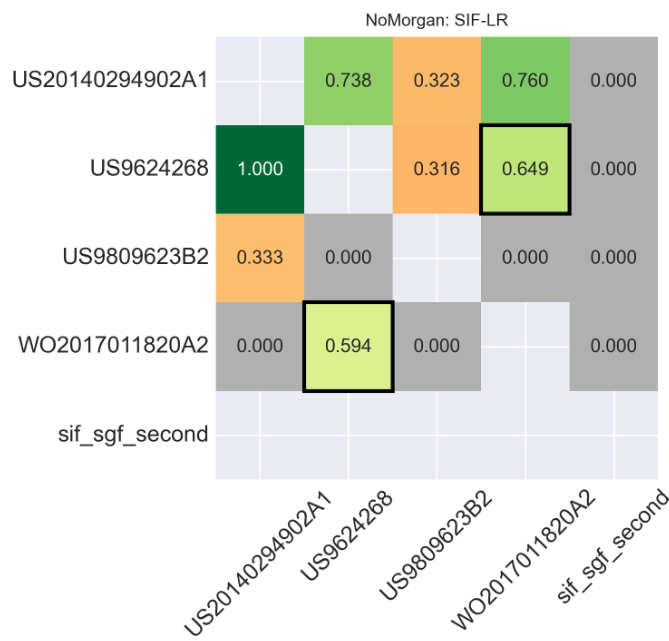 NoMorgan: SIF-LR
US20140294902A1 0.738 0.323 0.760 0.000
US9624268 1.000 0.316 0.649 0.000
US9809623B2 0.333 0.000 0.000 0.000
WO2017011820A2 0.000 0.594 0.000 0.000
sif_sgf_second
US20140294902A1 US9624268 US9809623B2 WO2017011820A2 sif_sgf_second